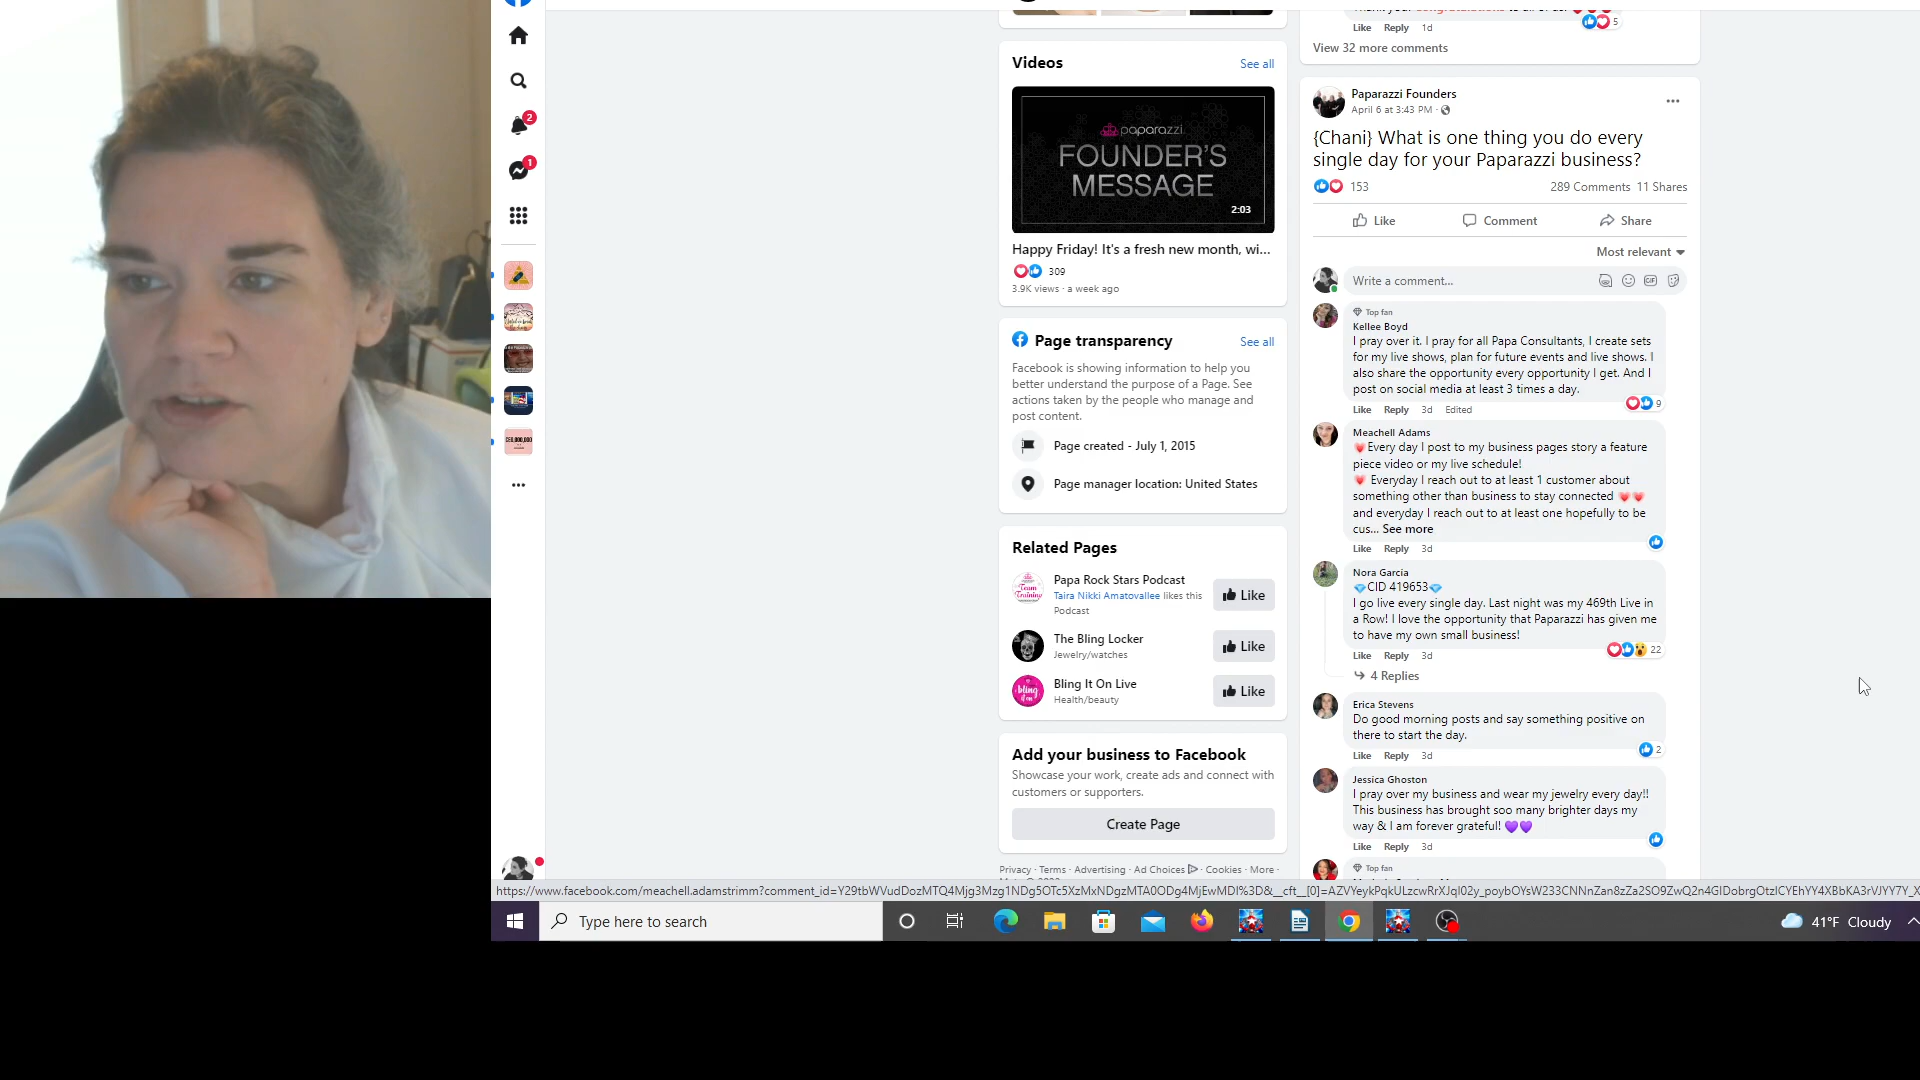 2
1
Videos
See all
paparazzi
FOUNDER'S
MESSAGE
2:03
Happy Friday! It's a fresh new month, wi...
309
3.9K views · a week ago
Page transparency
See all
Facebook is showing information to help you
better understand the purpose of a Page. See
actions taken by the people who manage and
post content.
Page created - July 1, 2015
Page manager location: United States
Related Pages
Papa Rock Stars Podcast
Taira Nikki Amatovallee likes this
Podcast
Like
The Bling Locker
Jewelry/watches
Like
Bling It On Live
Health/beauty
Like
Add your business to Facebook
Showcase your work, create ads and connect with
customers or supporters.
Create Page
Privacy · Terms · Advertising · Ad Choices · Cookies · More ·
Like Reply 1d
5
View 32 more comments
Paparazzi Founders
April 6 at 3:43 PM ·
{Chani} What is one thing you do every
single day for your Paparazzi business?
153
289 Comments 11 Shares
Like Comment Share
Most relevant
Write a comment...
GIF
Top fan
Kellee Boyd
I pray over it. I pray for all Papa Consultants, I create sets
for my live shows, plan for future events and live shows. I
also share the opportunity every opportunity I get. And I
post on social media at least 3 times a day.
9
Like Reply 3d Edited
Meachell Adams
Every day I post to my business pages story a feature
piece video or my live schedule!
Everyday I reach out to at least 1 customer about
something other than business to stay connected
and everyday I reach out to at least one hopefully to be
cus... See more
Like Reply 3d
Nora Garcia
💎CID 419653💎
I go live every single day. Last night was my 469th Live in
a Row! I love the opportunity that Paparazzi has given me
to have my own small business!
22
Like Reply 3d
4 Replies
Erica Stevens
Do good morning posts and say something positive on
there to start the day.
2
Like Reply 3d
Jessica Ghoston
I pray over my business and wear my jewelry every day!!
This business has brought soo many brighter days my
way & I am forever grateful! 💜💜
Like Reply 3d
Top fan
Type here to search
41°F Cloudy